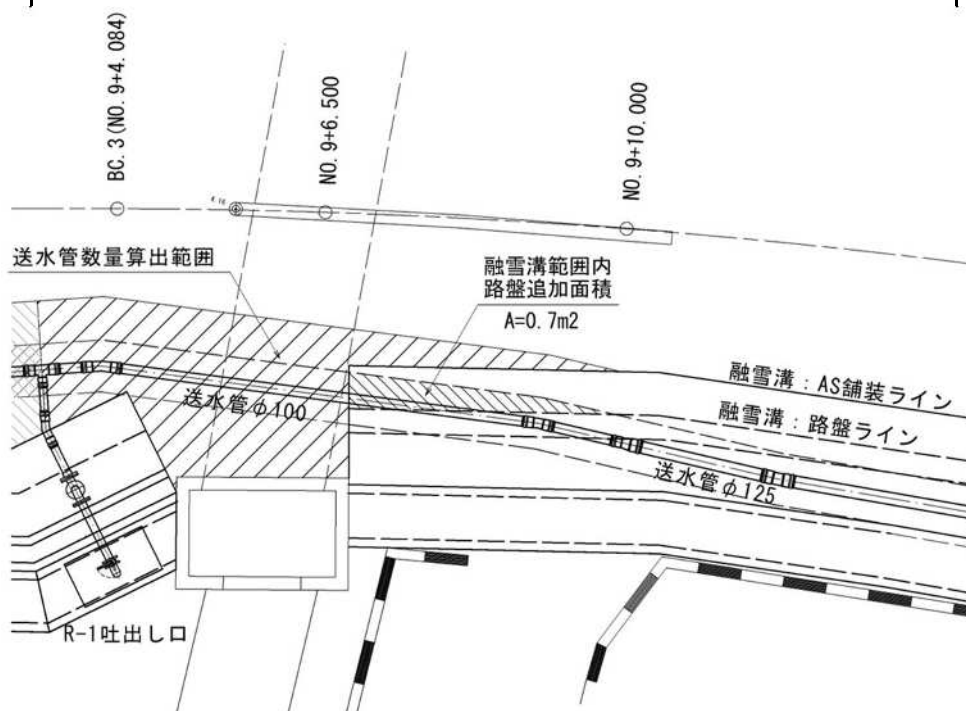 BC.3(NO.9+4.084)
NO.9+6.500
NO.9+10.000
送水管数量算出範囲
融雪溝範囲内
路盤追加面積
A=0.7m2
融雪溝：AS舗装ライン
融雪溝：路盤ライン
送水管φ100
送水管φ125
R-1吐出し口